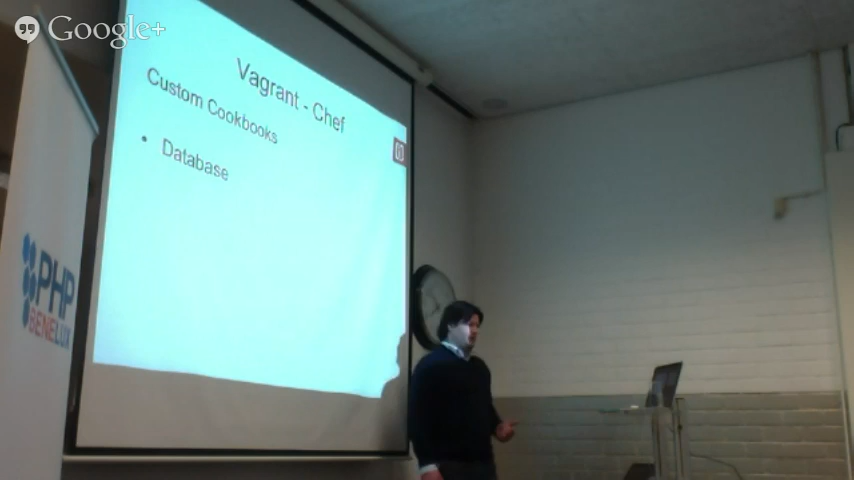 Google+
Vagrant - Chef
Custom Cookbooks
• Database
PHP
BENELUX